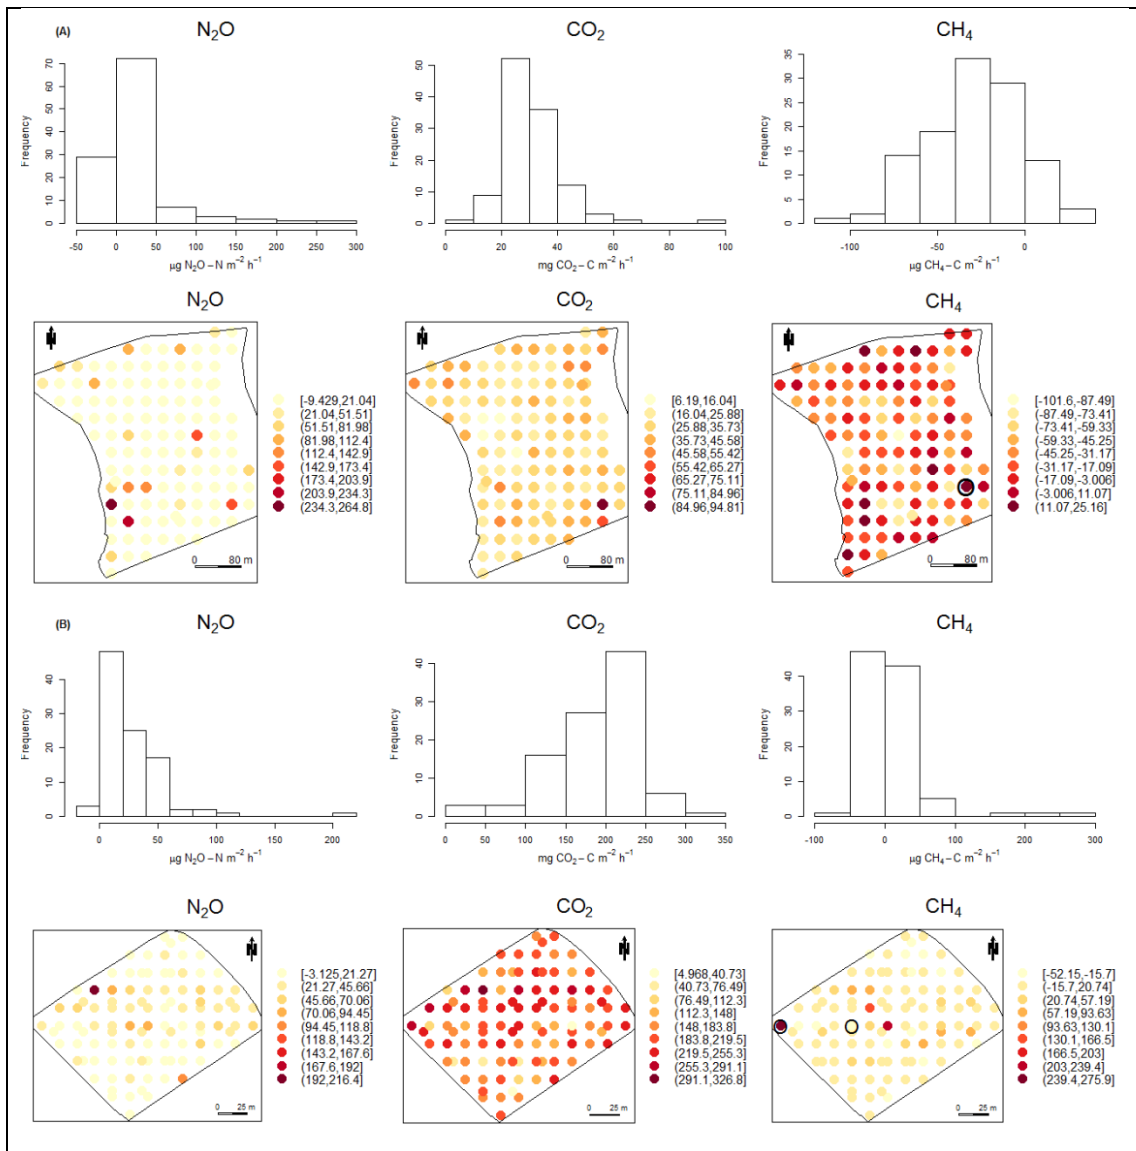 (A)
N2O
CO2
CH4
Frequency
0 10 20 30 40 50 60 70
-50 0 50 100 150 200 250 300
µg N2O – N m−2 h−1
Frequency
0 10 20 30 40 50
0 20 40 60 80 100
mg CO2 – C m−2 h−1
Frequency
0 5 10 15 20 25 30 35
-100 -50 0
µg CH4 – C m−2 h−1
N2O
CO2
CH4
N
[-9.429,21.04]
(21.04,51.51]
(51.51,81.98]
(81.98,112.4]
(112.4,142.9]
(142.9,173.4]
(173.4,203.9]
(203.9,234.3]
(234.3,264.8]
0 80 m
N
[6.19,16.04]
(16.04,25.88]
(25.88,35.73]
(35.73,45.58]
(45.58,55.42]
(55.42,65.27]
(65.27,75.11]
(75.11,84.96]
(84.96,94.81]
0 80 m
N
[-101.6,-87.49]
(-87.49,-73.41]
(-73.41,-59.33]
(-59.33,-45.25]
(-45.25,-31.17]
(-31.17,-17.09]
(-17.09,-3.006]
(-3.006,11.07]
(11.07,25.16]
0 80 m
(B)
N2O
CO2
CH4
Frequency
0 10 20 30 40
0 50 100 150 200
µg N2O – N m−2 h−1
Frequency
0 10 20 30 40
0 50 100 150 200 250 300 350
mg CO2 – C m−2 h−1
Frequency
0 10 20 30 40
-100 0 100 200 300
µg CH4 – C m−2 h−1
N2O
CO2
CH4
N
[-3.125,21.27]
(21.27,45.66]
(45.66,70.06]
(70.06,94.45]
(94.45,118.8]
(118.8,143.2]
(143.2,167.6]
(167.6,192]
(192,216.4]
0 25 m
N
[4.968,40.73]
(40.73,76.49]
(76.49,112.3]
(112.3,148]
(148,183.8]
(183.8,219.5]
(219.5,255.3]
(255.3,291.1]
(291.1,326.8]
0 25 m
N
[-52.15,-15.7]
(-15.7,20.74]
(20.74,57.19]
(57.19,93.63]
(93.63,130.1]
(130.1,166.5]
(166.5,203]
(203,239.4]
(239.4,275.9]
0 25 m